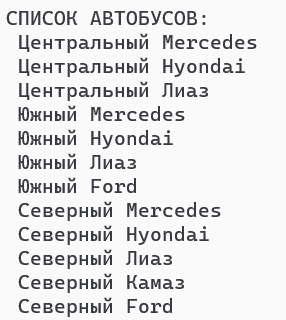 СПИСОК АВТОБУСОВ:
Центральный Mercedes
Центральный Hyondai
Центральный Лиаз
Южный Mercedes
Южный Hyondai
Южный Лиаз
Южный Ford
Северный Mercedes
Северный Hyondai
Северный Лиаз
Северный Камаз
Северный Ford